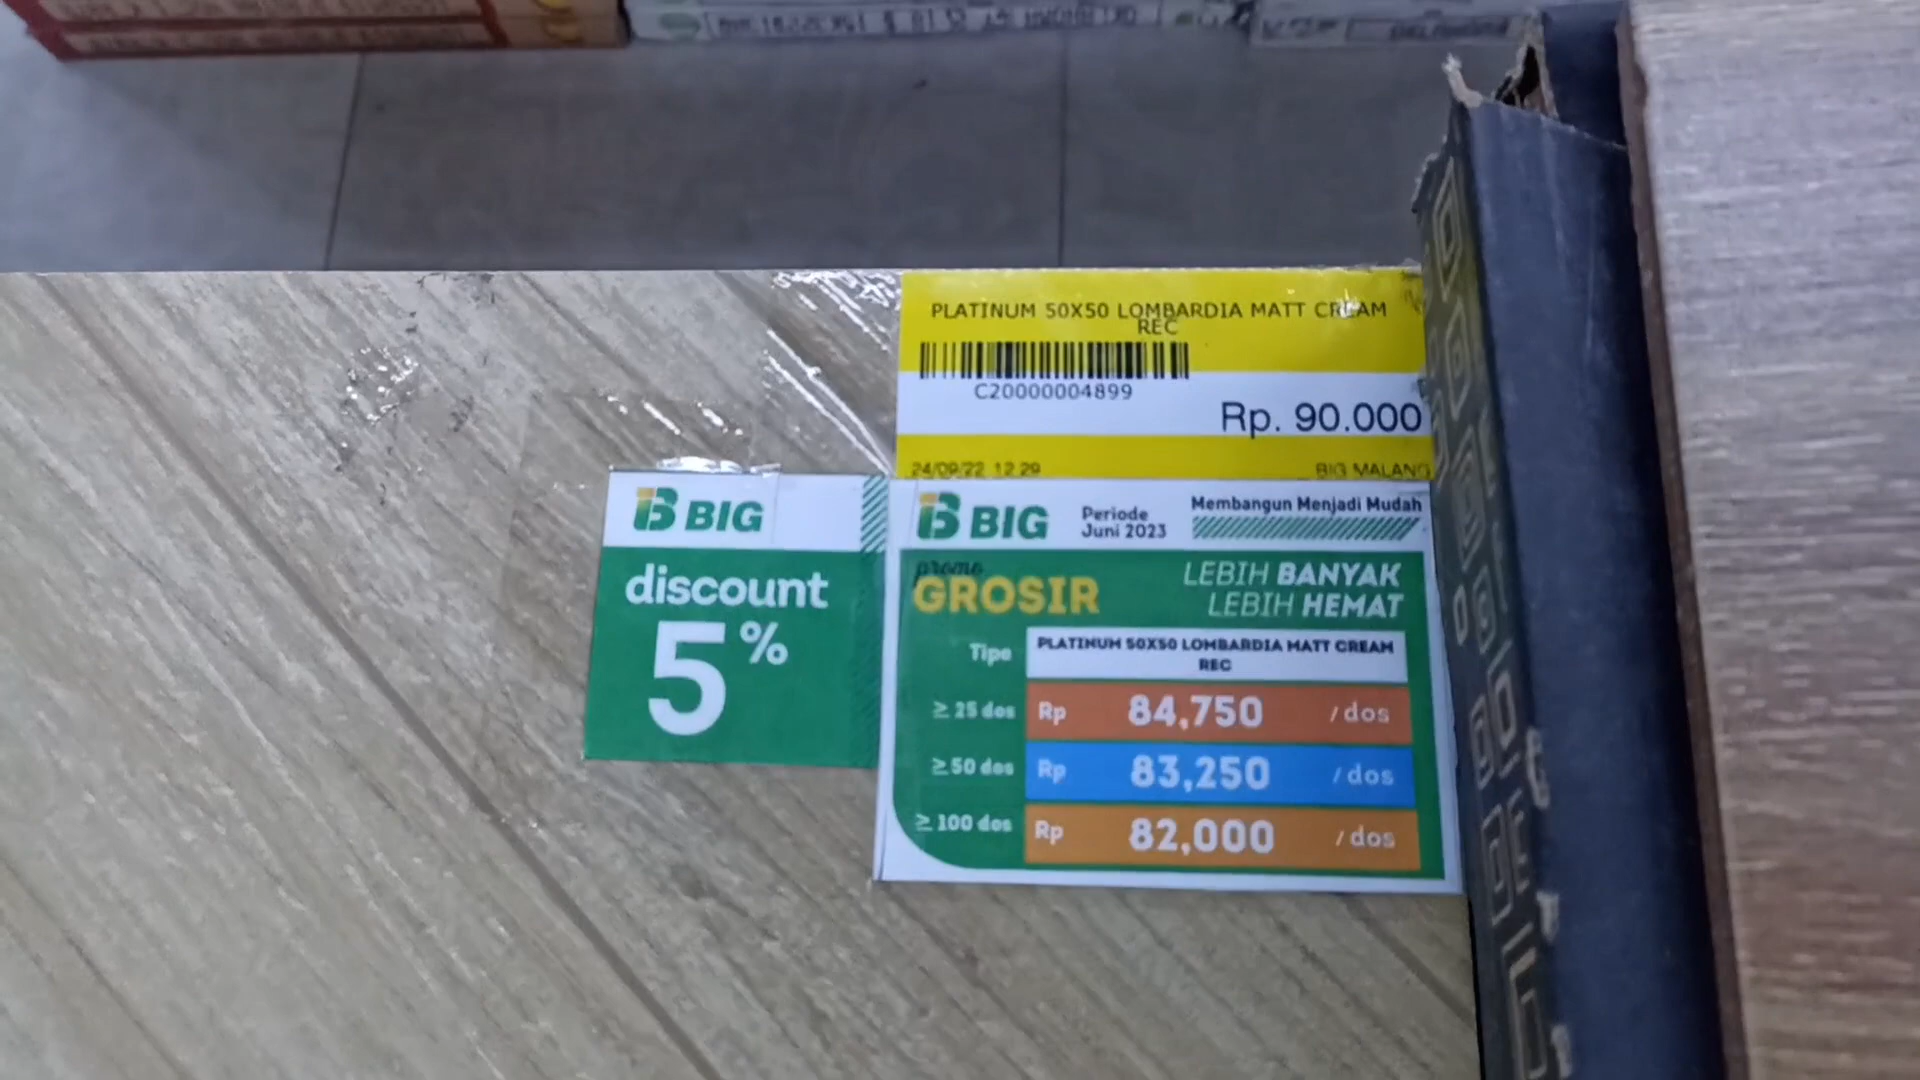 PLATINUM 50X50 LOMBARDIA MATT CREAM
REC
C20000004899
Rp. 90.000
24/09/22 12.29
BIG MALANG
BIG
discount
5%
BIG
Periode
Juni 2023
Membangun Menjadi Mudah
promo
GROSIR
LEBIH BANYAK
LEBIH HEMAT
Tipe
PLATINUM 50X50 LOMBARDIA MATT CREAM
REC
≥ 25 dos Rp 84,750 / dos
≥ 50 dos Rp 83,250 / dos
≥ 100 dos Rp 82,000 / dos